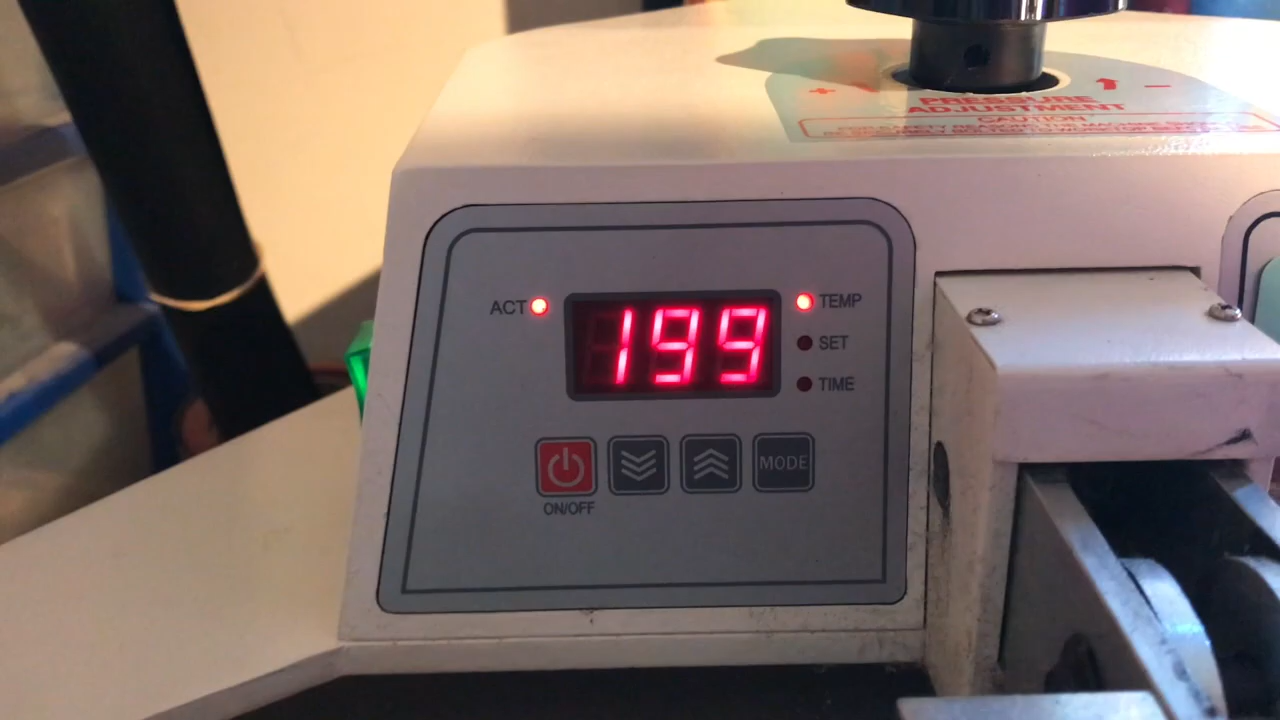 + -
PRESSURE
ADJUSTMENT
CAUTION
ACT 199 TEMP
SET
TIME
MODE
ON/OFF